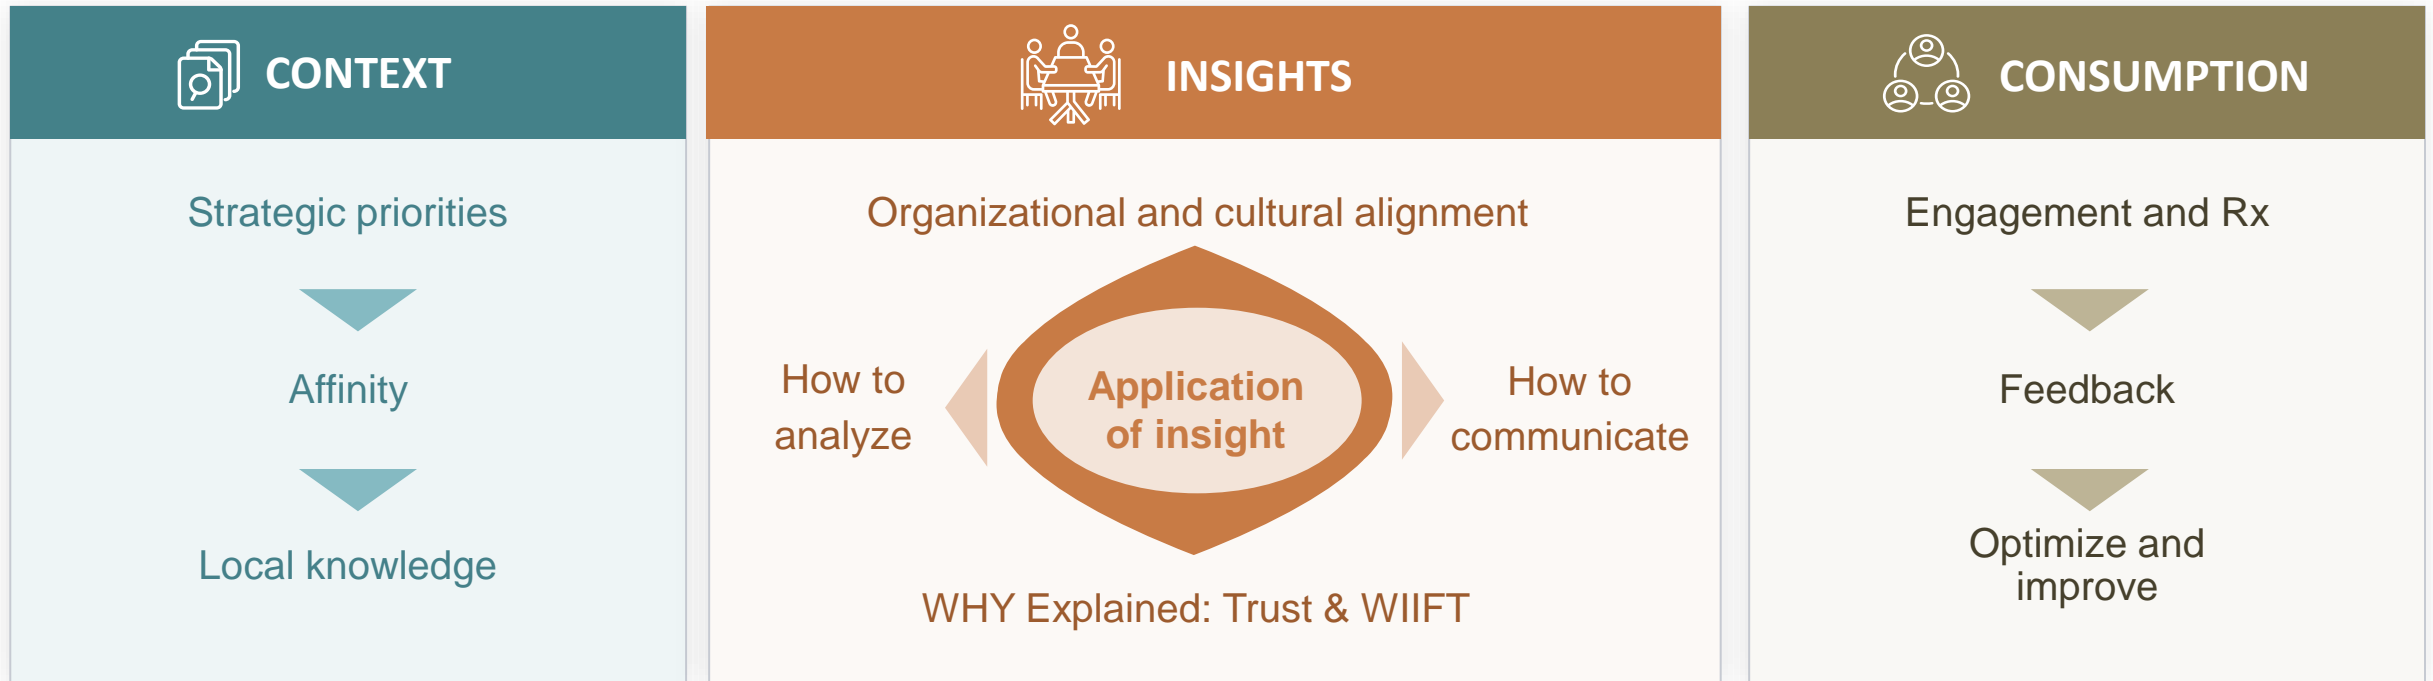 CONTEXT
Strategic priorities
Affinity
Local knowledge
INSIGHTS
Organizational and cultural alignment
How to
analyze
Application
of insight
How to
communicate
WHY Explained: Trust & WIIFT
CONSUMPTION
Engagement and Rx
Feedback
Optimize and
improve